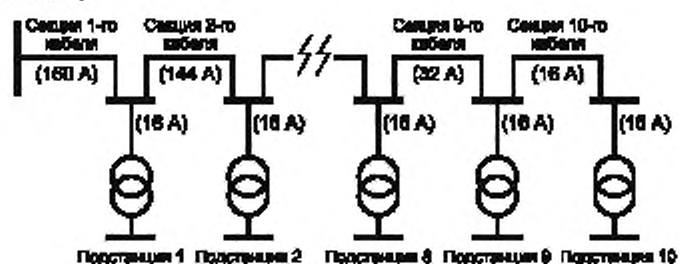 Секция 1-го кабеля
Секция 2-го кабеля
Секция 9-го кабеля
Секция 10-го кабеля
(160 А)
(144 А)
(32 А)
(16 А)
(16 А)
(16 А)
(16 А)
(16 А)
(16 А)
Подстанция 1
Подстанция 2
Подстанция 8
Подстанция 9
Подстанция 10